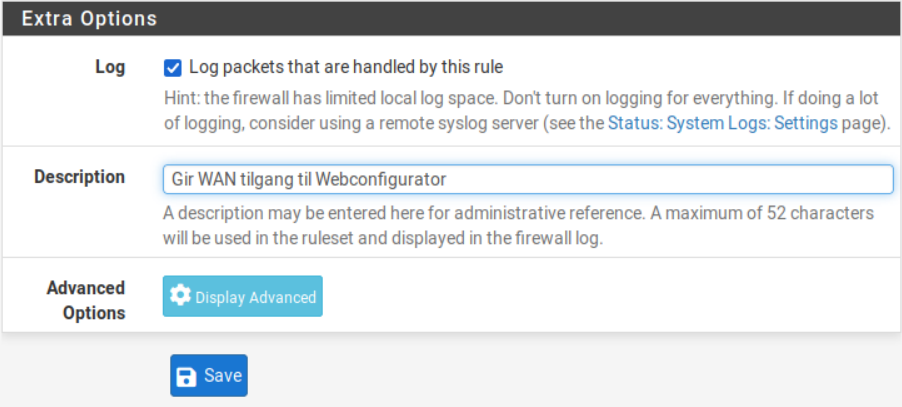 Extra Options
Log
Log packets that are handled by this rule
Hint: the firewall has limited local log space. Don't turn on logging for everything. If doing a lot
of logging, consider using a remote syslog server (see the Status: System Logs: Settings page).
Description
Gir WAN tilgang til Webconfigurator
A description may be entered here for administrative reference. A maximum of 52 characters
will be used in the ruleset and displayed in the firewall log.
Advanced
Options
Display Advanced
Save